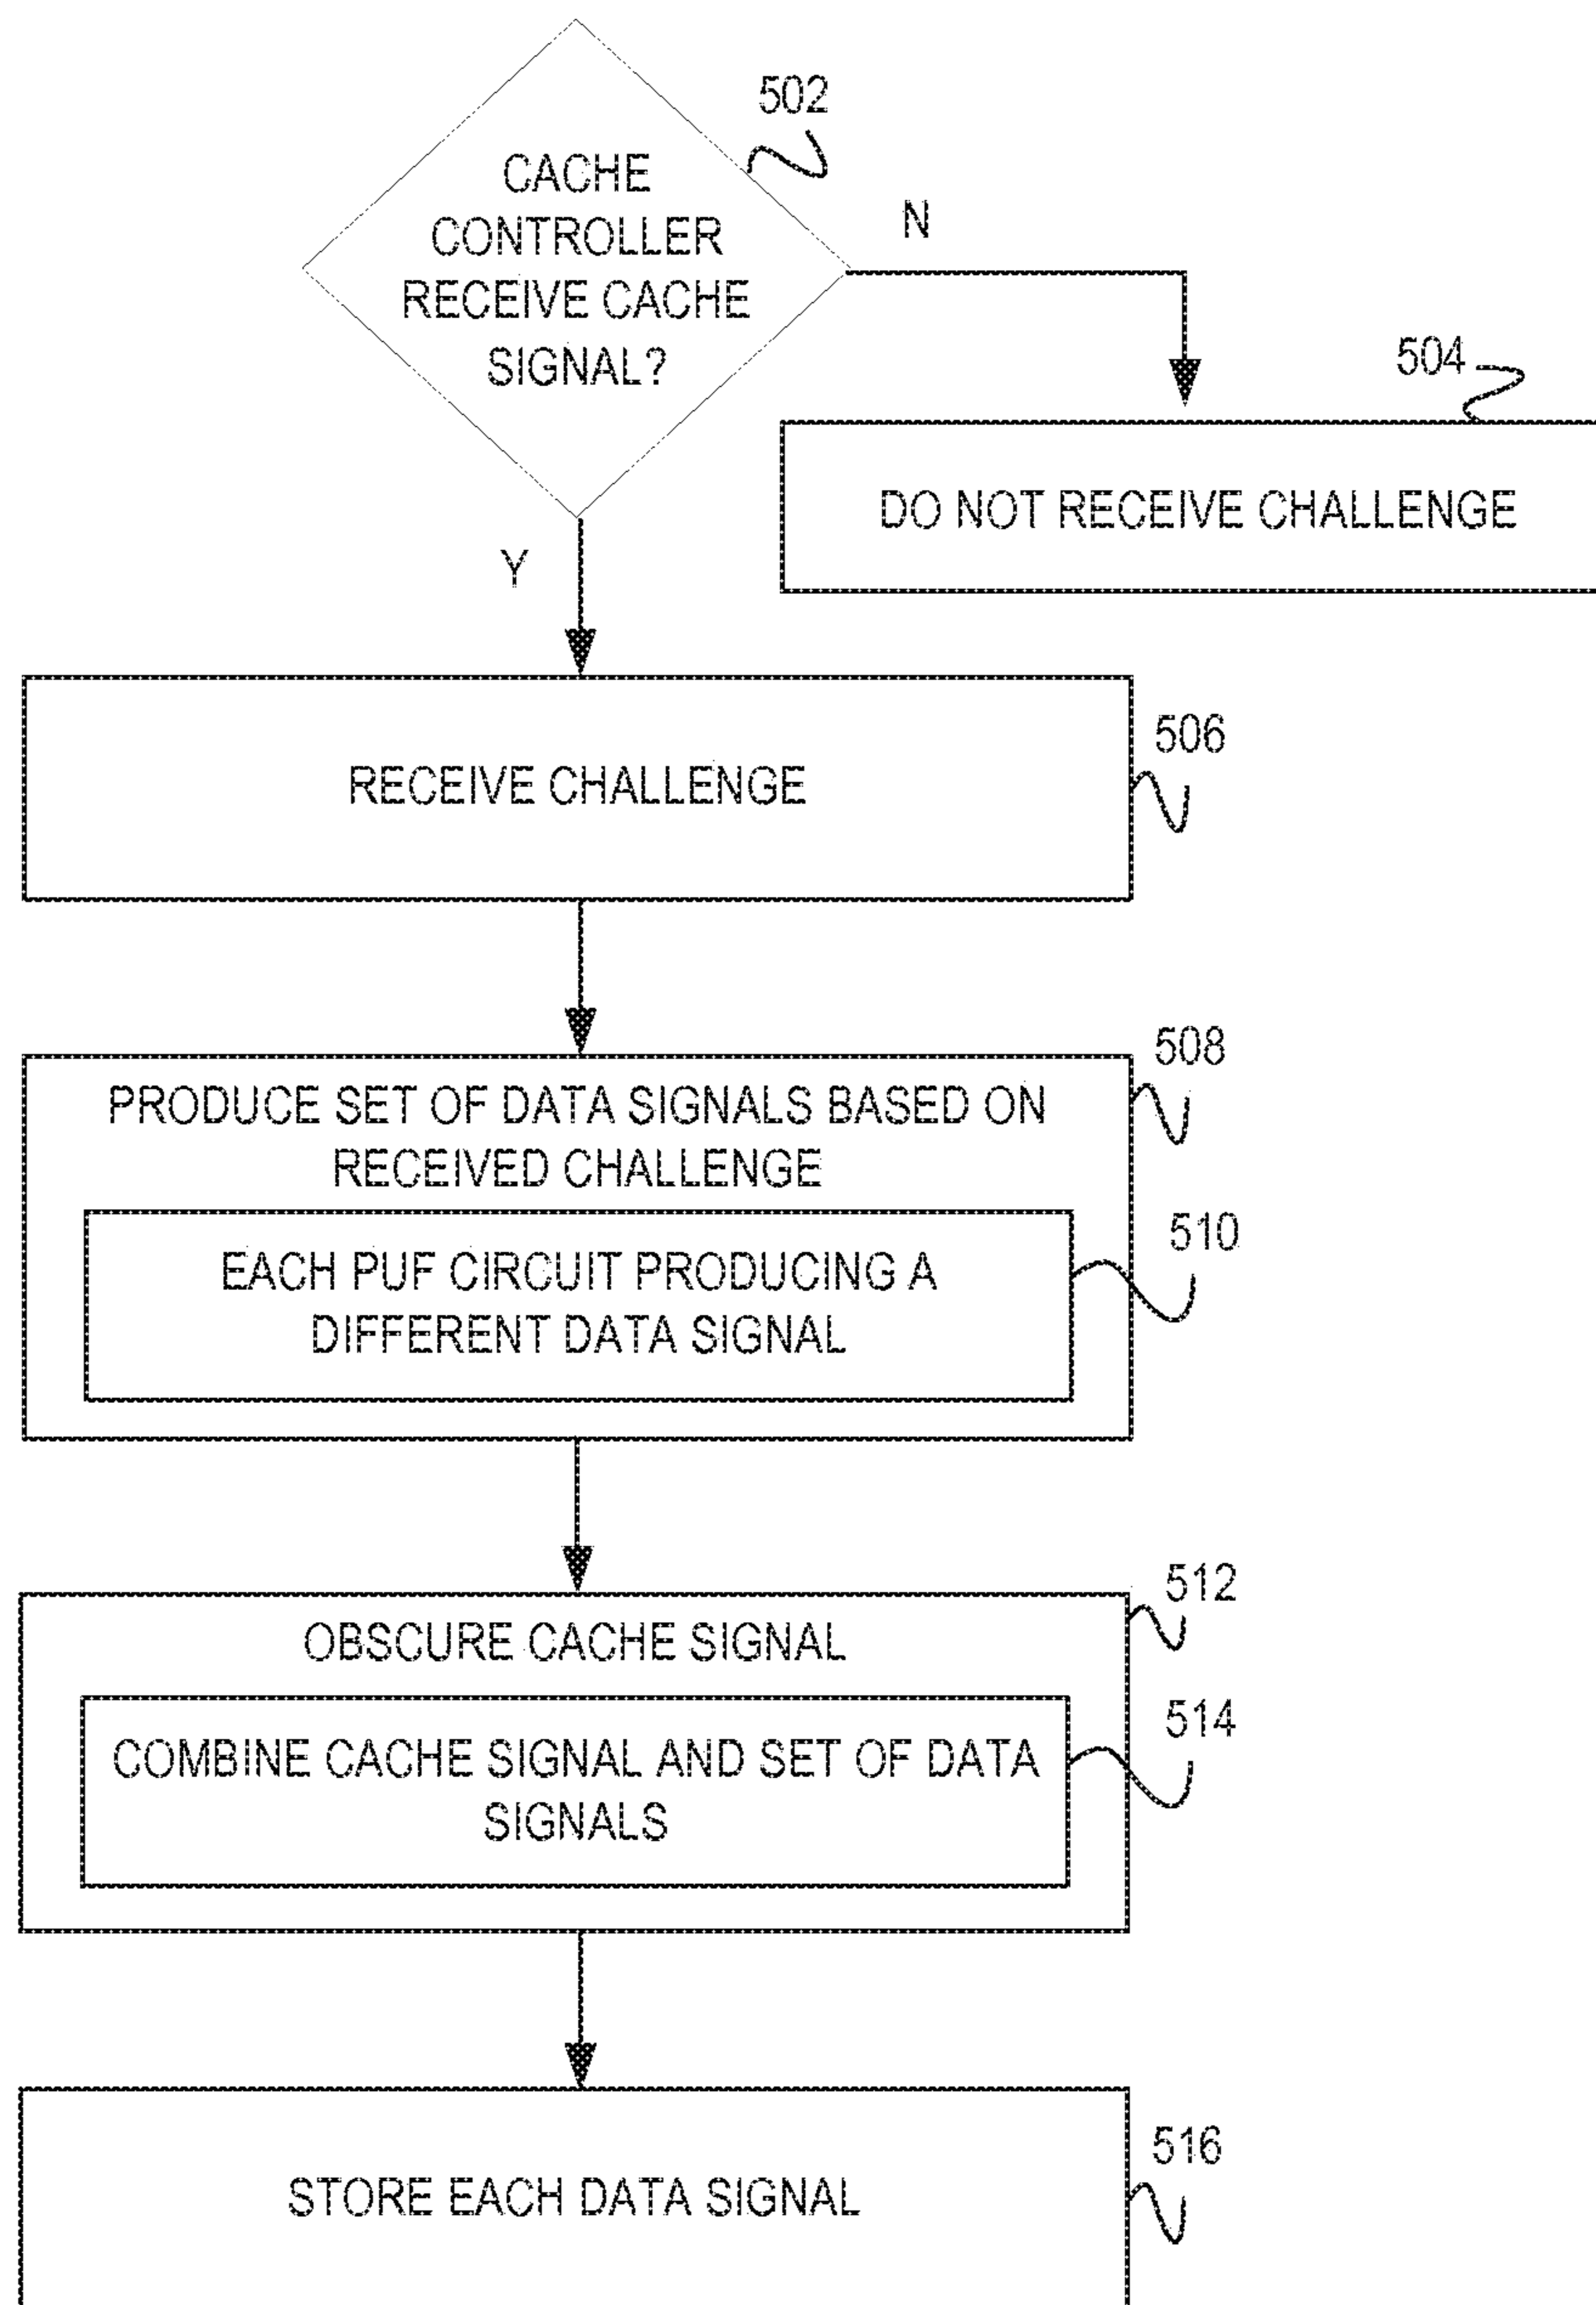 502
CACHE
CONTROLLER
RECEIVE CACHE
SIGNAL?
N
504
DO NOT RECEIVE CHALLENGE
Y
506
RECEIVE CHALLENGE
508
PRODUCE SET OF DATA SIGNALS BASED ON
RECEIVED CHALLENGE
510
EACH PUF CIRCUIT PRODUCING A
DIFFERENT DATA SIGNAL
512
OBSCURE CACHE SIGNAL
514
COMBINE CACHE SIGNAL AND SET OF DATA
SIGNALS
516
STORE EACH DATA SIGNAL